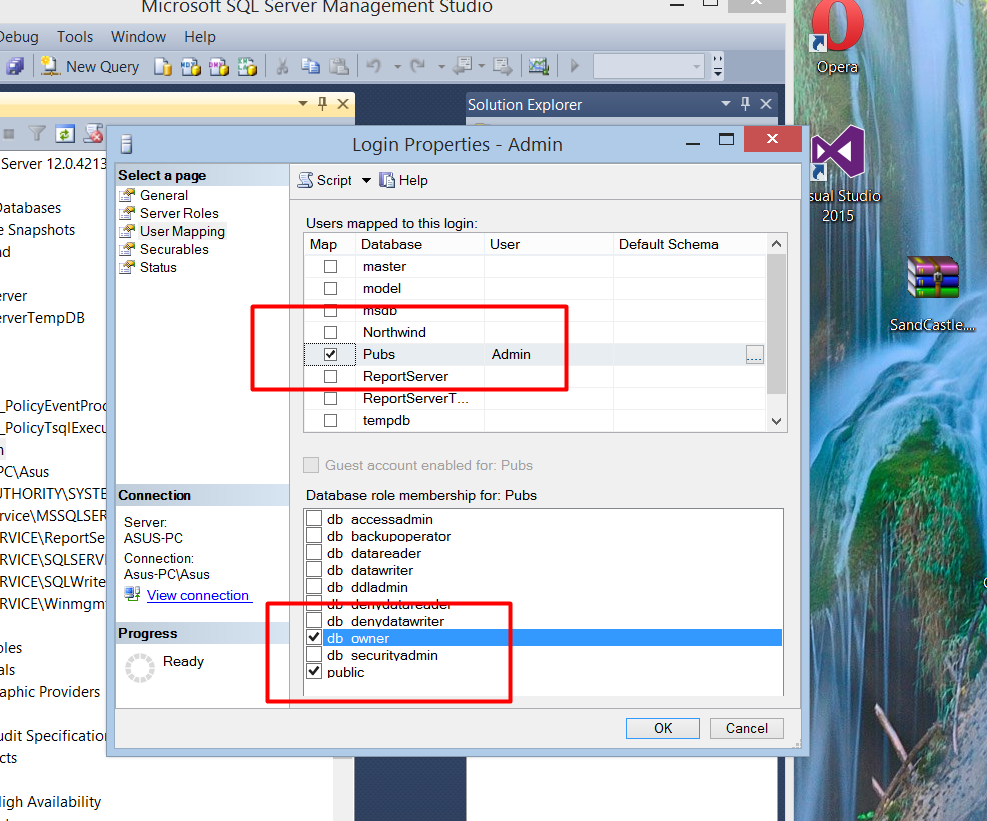 Microsoft SQL Server Management Studio
Debug Tools Window Help
New Query
Solution Explorer
Server 12.0.4213
Databases
e Snapshots
erver
erverTempDB
_PolicyEventProc
_PolicyTsqlExecu
PC\Asus
UTHORITY\SYSTE
ervice\MSSQLSER
RVICE\ReportSe
RVICE\SQLSERV
RVICE\SQLWrite
RVICE\Winmgm
oles
als
raphic Providers
udit Specification
cts
High Availability
Login Properties - Admin
Select a page
General
Server Roles
User Mapping
Securables
Status
Connection
Server:
ASUS-PC
Connection:
Asus-PC\Asus
View connection
Progress
Ready
Script Help
Users mapped to this login:
Map Database User Default Schema
master
model
msdb
Northwind
Pubs Admin ...
ReportServer
ReportServerT...
tempdb
Guest account enabled for: Pubs
Database role membership for: Pubs
db_accessadmin
db_backupoperator
db_datareader
db_datawriter
db_ddladmin
db_denydatareader
db_denydatawriter
db_owner
db_securityadmin
public
OK Cancel
Opera
sual Studio
2015
SandCastle....